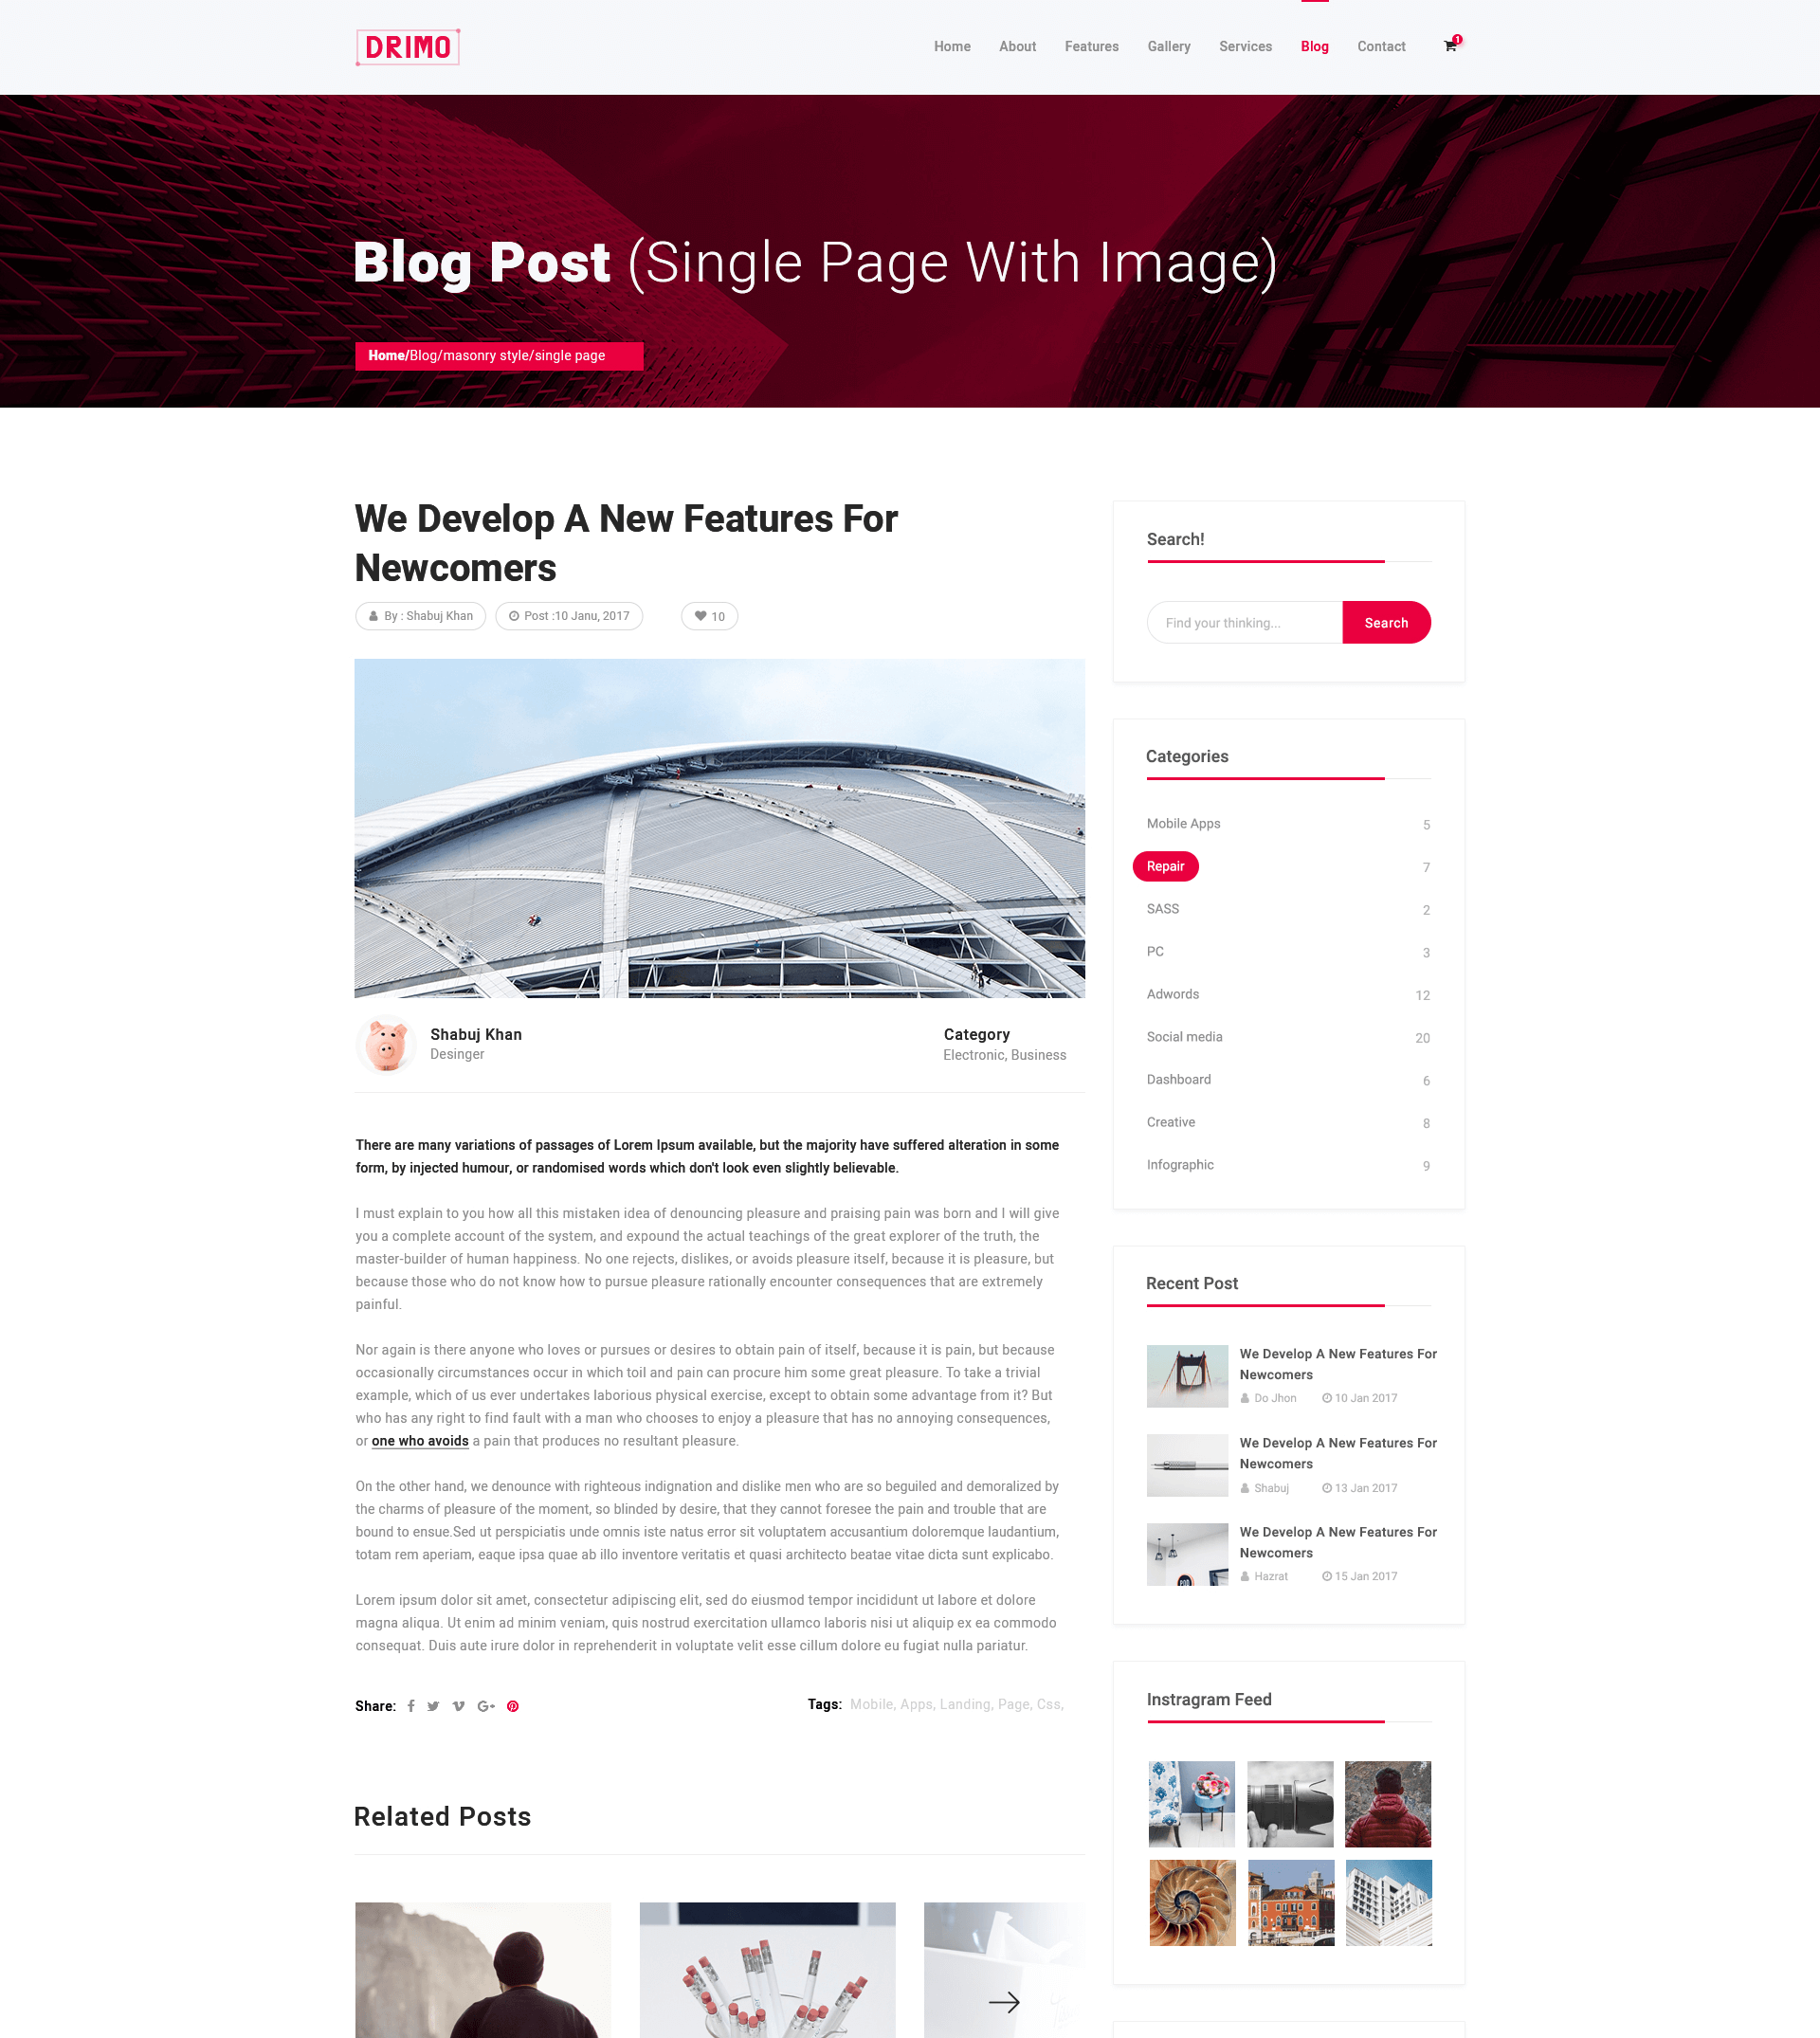 DRIMO
Home About Features Gallery Services Blog Contact 1
Blog Post (Single Page With Image)
Home/Blog/masonry style/single page
We Develop A New Features For
Newcomers
By : Shabuj Khan Post :10 Janu, 2017 10
Shabuj Khan
Desinger
Category
Electronic, Business
There are many variations of passages of Lorem Ipsum available, but the majority have suffered alteration in some
form, by injected humour, or randomised words which don't look even slightly believable.
I must explain to you how all this mistaken idea of denouncing pleasure and praising pain was born and I will give
you a complete account of the system, and expound the actual teachings of the great explorer of the truth, the
master-builder of human happiness. No one rejects, dislikes, or avoids pleasure itself, because it is pleasure, but
because those who do not know how to pursue pleasure rationally encounter consequences that are extremely
painful.
Nor again is there anyone who loves or pursues or desires to obtain pain of itself, because it is pain, but because
occasionally circumstances occur in which toil and pain can procure him some great pleasure. To take a trivial
example, which of us ever undertakes laborious physical exercise, except to obtain some advantage from it? But
who has any right to find fault with a man who chooses to enjoy a pleasure that has no annoying consequences,
or one who avoids a pain that produces no resultant pleasure.
On the other hand, we denounce with righteous indignation and dislike men who are so beguiled and demoralized by
the charms of pleasure of the moment, so blinded by desire, that they cannot foresee the pain and trouble that are
bound to ensue.Sed ut perspiciatis unde omnis iste natus error sit voluptatem accusantium doloremque laudantium,
totam rem aperiam, eaque ipsa quae ab illo inventore veritatis et quasi architecto beatae vitae dicta sunt explicabo.
Lorem ipsum dolor sit amet, consectetur adipiscing elit, sed do eiusmod tempor incididunt ut labore et dolore
magna aliqua. Ut enim ad minim veniam, quis nostrud exercitation ullamco laboris nisi ut aliquip ex ea commodo
consequat. Duis aute irure dolor in reprehenderit in voluptate velit esse cillum dolore eu fugiat nulla pariatur.
Share:
Tags: Mobile, Apps, Landing, Page, Css,
Related Posts
Search!
Find your thinking... Search
Categories
Mobile Apps 5
Repair 7
SASS 2
PC 3
Adwords 12
Social media 20
Dashboard 6
Creative 8
Infographic 9
Recent Post
We Develop A New Features For
Newcomers
Do Jhon 10 Jan 2017
We Develop A New Features For
Newcomers
Shabuj 13 Jan 2017
We Develop A New Features For
Newcomers
Hazrat 15 Jan 2017
Instragram Feed